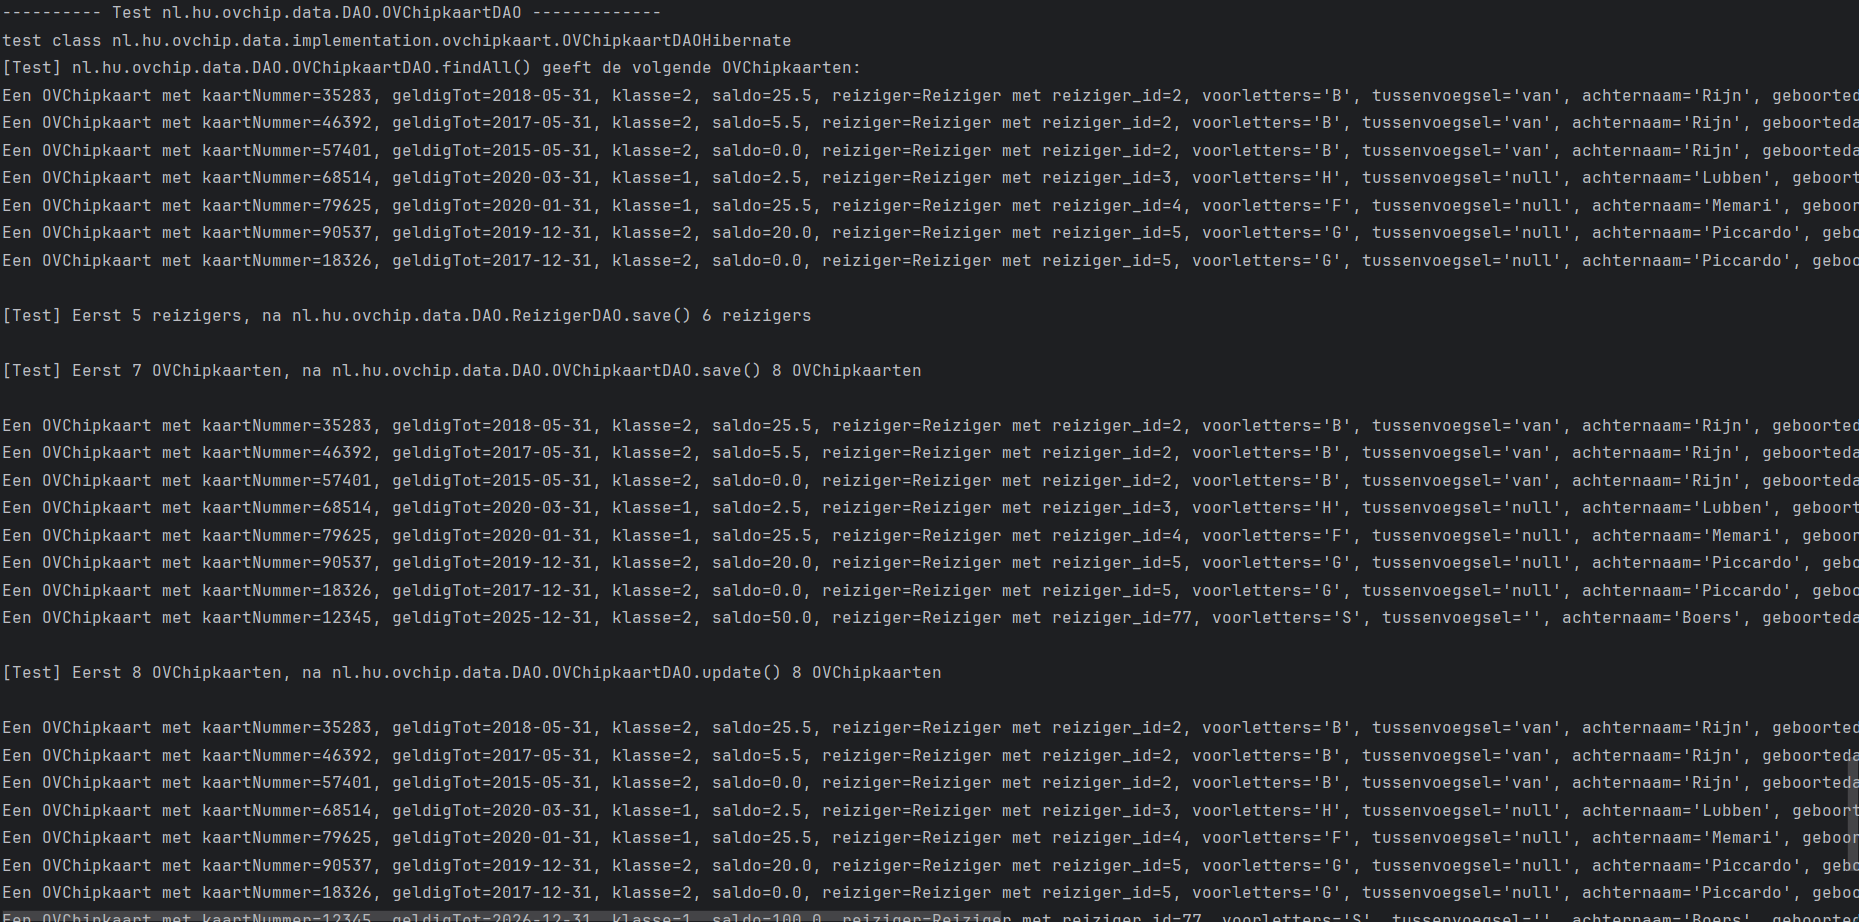 ---------- Test nl.hu.ovchip.data.DAO.OVChipkaartDAO -------------
test class nl.hu.ovchip.data.implementation.ovchipkaart.OVChipkaartDAOHibernate
[Test] nl.hu.ovchip.data.DAO.OVChipkaartDAO.findAll() geeft de volgende OVChipkaarten:
Een OVChipkaart met kaartNummer=35283, geldigTot=2018-05-31, klasse=2, saldo=25.5, reiziger=Reiziger met reiziger_id=2, voorletters='B', tussenvoegsel='van', achternaam='Rijn', geboorted
Een OVChipkaart met kaartNummer=46392, geldigTot=2017-05-31, klasse=2, saldo=5.5, reiziger=Reiziger met reiziger_id=2, voorletters='B', tussenvoegsel='van', achternaam='Rijn', geboorteda
Een OVChipkaart met kaartNummer=57401, geldigTot=2015-05-31, klasse=2, saldo=0.0, reiziger=Reiziger met reiziger_id=2, voorletters='B', tussenvoegsel='van', achternaam='Rijn', geboorteda
Een OVChipkaart met kaartNummer=68514, geldigTot=2020-03-31, klasse=1, saldo=2.5, reiziger=Reiziger met reiziger_id=3, voorletters='H', tussenvoegsel='null', achternaam='Lubben', geboort
Een OVChipkaart met kaartNummer=79625, geldigTot=2020-01-31, klasse=1, saldo=25.5, reiziger=Reiziger met reiziger_id=4, voorletters='F', tussenvoegsel='null', achternaam='Memari', geboor
Een OVChipkaart met kaartNummer=90537, geldigTot=2019-12-31, klasse=2, saldo=20.0, reiziger=Reiziger met reiziger_id=5, voorletters='G', tussenvoegsel='null', achternaam='Piccardo', gebo
Een OVChipkaart met kaartNummer=18326, geldigTot=2017-12-31, klasse=2, saldo=0.0, reiziger=Reiziger met reiziger_id=5, voorletters='G', tussenvoegsel='null', achternaam='Piccardo', geboo
[Test] Eerst 5 reizigers, na nl.hu.ovchip.data.DAO.ReizigerDAO.save() 6 reizigers
[Test] Eerst 7 OVChipkaarten, na nl.hu.ovchip.data.DAO.OVChipkaartDAO.save() 8 OVChipkaarten
Een OVChipkaart met kaartNummer=35283, geldigTot=2018-05-31, klasse=2, saldo=25.5, reiziger=Reiziger met reiziger_id=2, voorletters='B', tussenvoegsel='van', achternaam='Rijn', geboorted
Een OVChipkaart met kaartNummer=46392, geldigTot=2017-05-31, klasse=2, saldo=5.5, reiziger=Reiziger met reiziger_id=2, voorletters='B', tussenvoegsel='van', achternaam='Rijn', geboorteda
Een OVChipkaart met kaartNummer=57401, geldigTot=2015-05-31, klasse=2, saldo=0.0, reiziger=Reiziger met reiziger_id=2, voorletters='B', tussenvoegsel='van', achternaam='Rijn', geboorteda
Een OVChipkaart met kaartNummer=68514, geldigTot=2020-03-31, klasse=1, saldo=2.5, reiziger=Reiziger met reiziger_id=3, voorletters='H', tussenvoegsel='null', achternaam='Lubben', geboort
Een OVChipkaart met kaartNummer=79625, geldigTot=2020-01-31, klasse=1, saldo=25.5, reiziger=Reiziger met reiziger_id=4, voorletters='F', tussenvoegsel='null', achternaam='Memari', geboor
Een OVChipkaart met kaartNummer=90537, geldigTot=2019-12-31, klasse=2, saldo=20.0, reiziger=Reiziger met reiziger_id=5, voorletters='G', tussenvoegsel='null', achternaam='Piccardo', gebo
Een OVChipkaart met kaartNummer=18326, geldigTot=2017-12-31, klasse=2, saldo=0.0, reiziger=Reiziger met reiziger_id=5, voorletters='G', tussenvoegsel='null', achternaam='Piccardo', geboo
Een OVChipkaart met kaartNummer=12345, geldigTot=2025-12-31, klasse=2, saldo=50.0, reiziger=Reiziger met reiziger_id=77, voorletters='S', tussenvoegsel='', achternaam='Boers', geboorteda
[Test] Eerst 8 OVChipkaarten, na nl.hu.ovchip.data.DAO.OVChipkaartDAO.update() 8 OVChipkaarten
Een OVChipkaart met kaartNummer=35283, geldigTot=2018-05-31, klasse=2, saldo=25.5, reiziger=Reiziger met reiziger_id=2, voorletters='B', tussenvoegsel='van', achternaam='Rijn', geboorted
Een OVChipkaart met kaartNummer=46392, geldigTot=2017-05-31, klasse=2, saldo=5.5, reiziger=Reiziger met reiziger_id=2, voorletters='B', tussenvoegsel='van', achternaam='Rijn', geboorteda
Een OVChipkaart met kaartNummer=57401, geldigTot=2015-05-31, klasse=2, saldo=0.0, reiziger=Reiziger met reiziger_id=2, voorletters='B', tussenvoegsel='van', achternaam='Rijn', geboorteda
Een OVChipkaart met kaartNummer=68514, geldigTot=2020-03-31, klasse=1, saldo=2.5, reiziger=Reiziger met reiziger_id=3, voorletters='H', tussenvoegsel='null', achternaam='Lubben', geboort
Een OVChipkaart met kaartNummer=79625, geldigTot=2020-01-31, klasse=1, saldo=25.5, reiziger=Reiziger met reiziger_id=4, voorletters='F', tussenvoegsel='null', achternaam='Memari', geboor
Een OVChipkaart met kaartNummer=90537, geldigTot=2019-12-31, klasse=2, saldo=20.0, reiziger=Reiziger met reiziger_id=5, voorletters='G', tussenvoegsel='null', achternaam='Piccardo', gebo
Een OVChipkaart met kaartNummer=18326, geldigTot=2017-12-31, klasse=2, saldo=0.0, reiziger=Reiziger met reiziger_id=5, voorletters='G', tussenvoegsel='null', achternaam='Piccardo', geboo
Een OVChipkaart met kaartNummer=12345, geldigTot=2026-12-31, klasse=1, saldo=100.0, reiziger=Reiziger met reiziger_id=77, voorletters='S', tussenvoegsel='', achternaam='Boers', geboorted